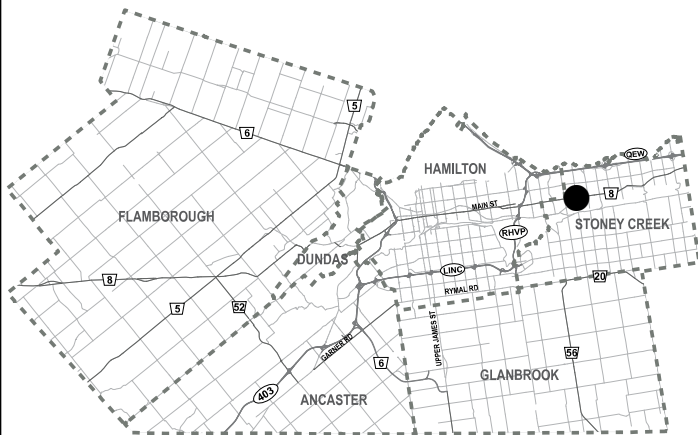 5
6
HAMILTON
QEW
FLAMBOROUGH
MAIN ST
8
STONEY CREEK
RHVP
DUNDAS
LINC
20
8
RYMAL RD
5
52
UPPER JAMES ST
GARNER RD
6
56
GLANBROOK
403
ANCASTER